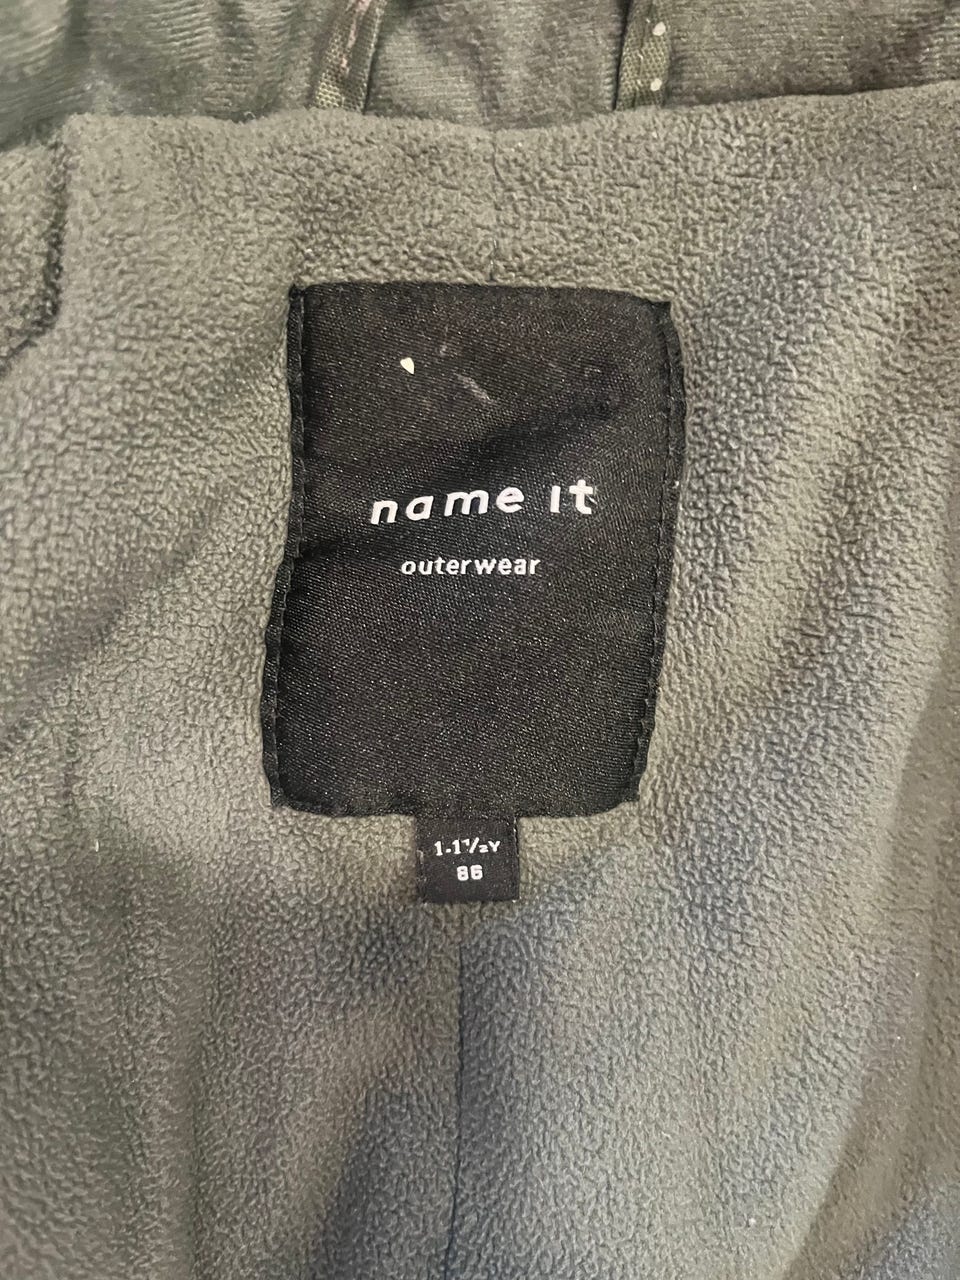 name it
outerwear
1-1½Y
86